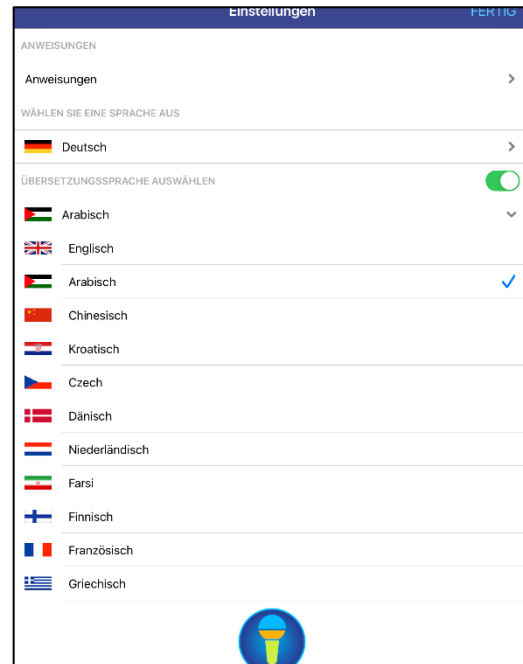 Einstellungen FERTIG
ANWEISUNGEN
Anweisungen
WÄHLEN SIE EINE SPRACHE AUS
Deutsch
ÜBERSETZUNGSSPRACHE AUSWÄHLEN
Arabisch
Englisch
Arabisch
Chinesisch
Kroatisch
Czech
Dänisch
Niederländisch
Farsi
Finnisch
Französisch
Griechisch